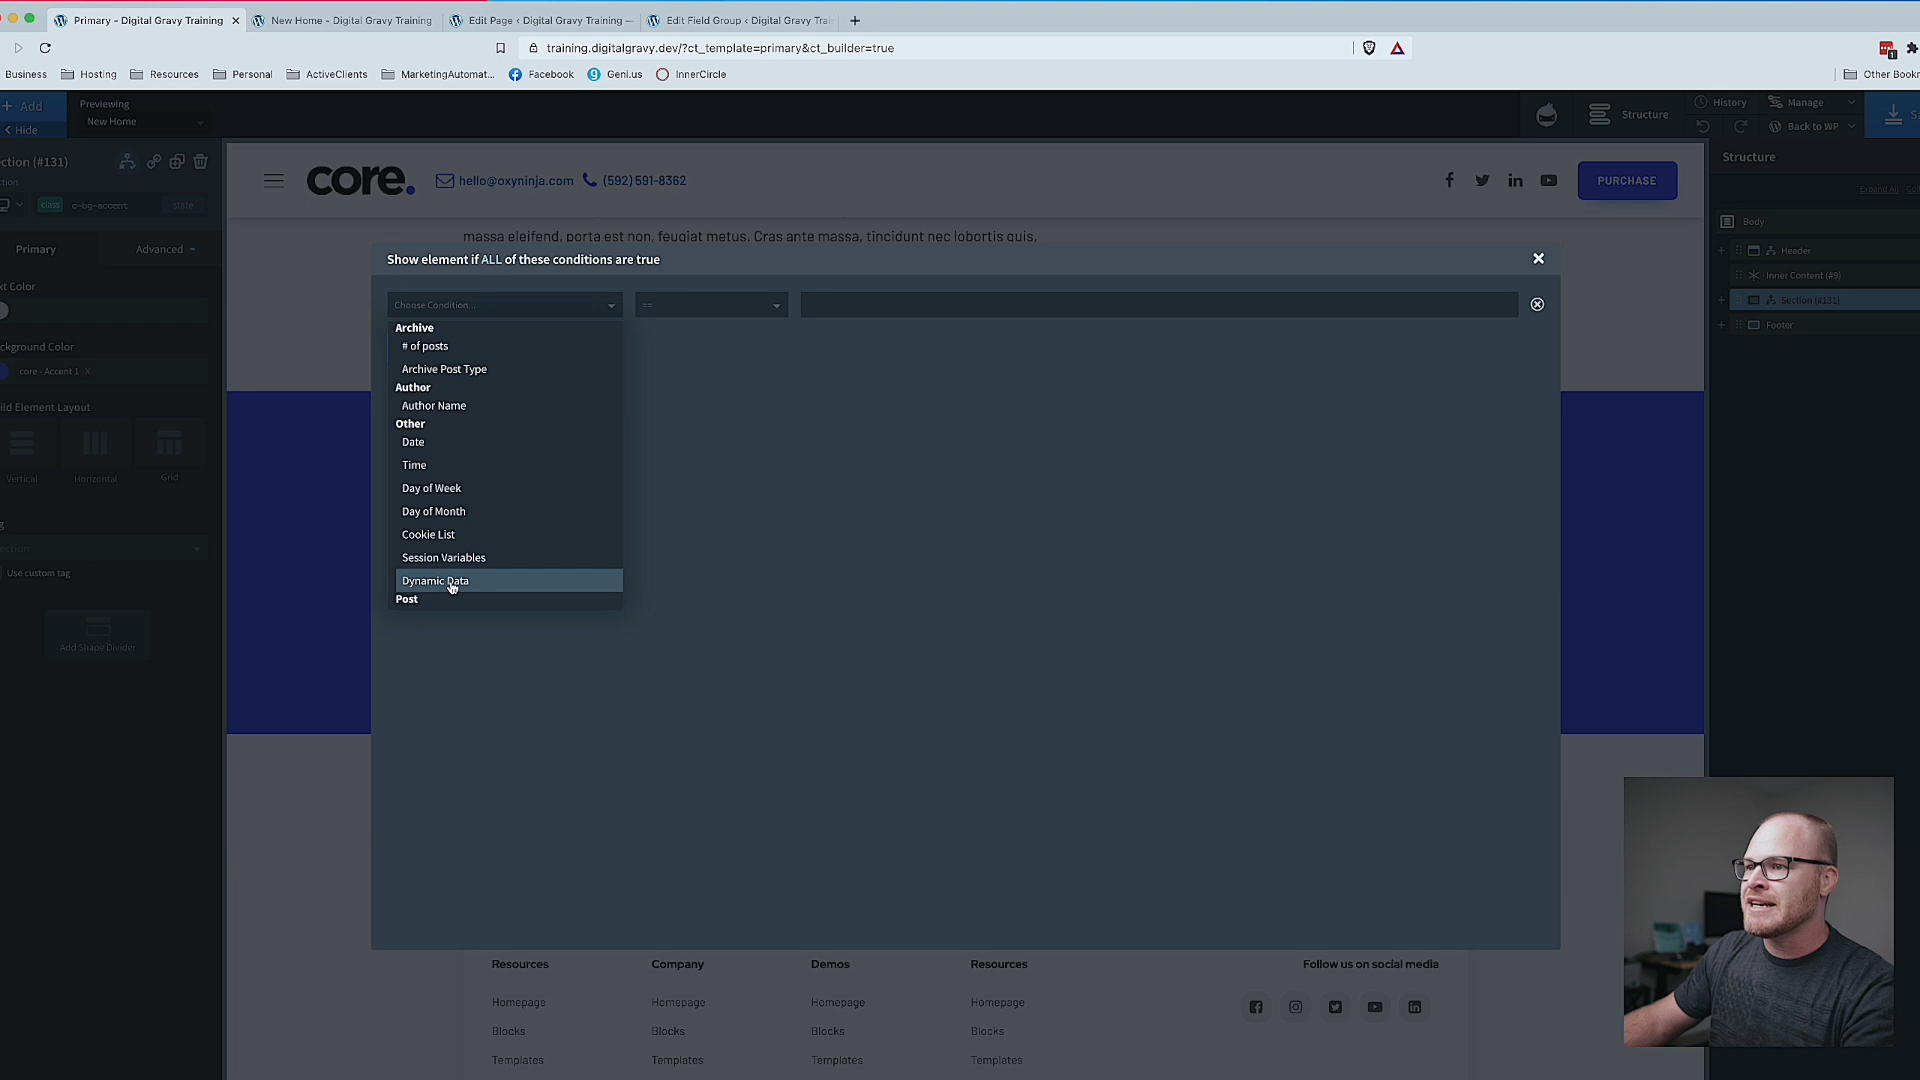 Primary - Digital Gravy Training
New Home - Digital Gravy Training
Edit Page ‹ Digital Gravy Training —
Edit Field Group ‹ Digital Gravy Trai
training.digitalgravy.dev/?ct_template=primary&ct_builder=true
Business
Hosting
Resources
Personal
ActiveClients
MarketingAutomat...
Facebook
Geni.us
InnerCircle
Other Bookm
+ Add
Previewing
< Hide
New Home
Structure
History
Manage
Back to WP
ection (#131)
ction
class
c-bg-accent
state
Primary
Advanced
xt Color
ckground Color
core - Accent 1 x
ild Element Layout
Vertical
Horizontal
Grid
ection
Use custom tag
Add Shape Divider
core.
hello@oxyninja.com
(592) 591-8362
PURCHASE
massa eleifend, porta est non, feugiat metus. Cras ante massa, tincidunt nec lobortis quis,
Show element if ALL of these conditions are true
Choose Condition...
==
Archive
# of posts
Archive Post Type
Author
Author Name
Other
Date
Time
Day of Week
Day of Month
Cookie List
Session Variables
Dynamic Data
Post
Structure
Expand All
Body
Header
Inner Content (#9)
Section (#131)
Footer
Resources
Company
Demos
Resources
Follow us on social media
Homepage
Homepage
Homepage
Homepage
Blocks
Blocks
Blocks
Blocks
Templates
Templates
Templates
Templates